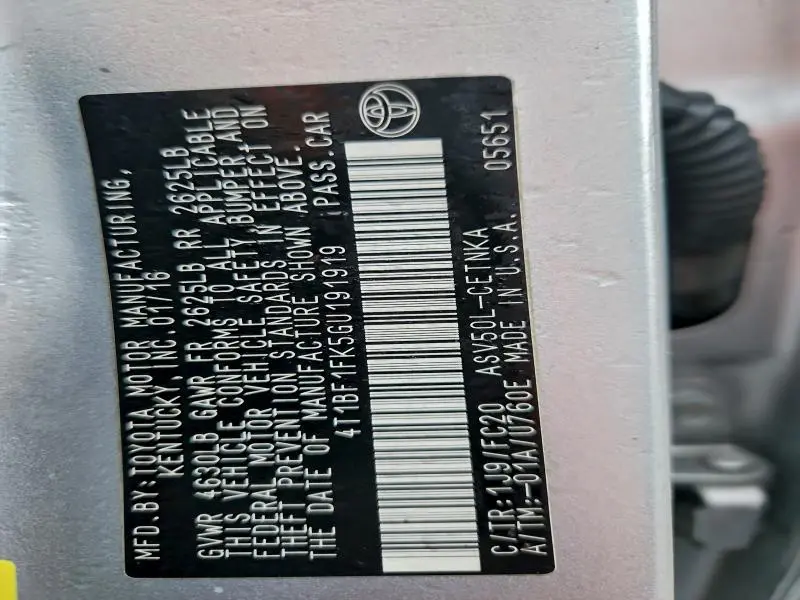 MFD.BY:TOYOTA MOTOR MANUFACTURING,
KENTUCKY, INC.01/16
GVWR 4630LB GAWR FR 2625LB RR 2625LB
THIS VEHICLE CONFORMS TO ALL APPLICABLE
FEDERAL MOTOR VEHICLE SAFETY,BUMPER,AND
THEFT PREVENTION STANDARDS IN EFFECT ON
THE DATE OF MANUFACTURE SHOWN ABOVE.
4T1BF1FK5GU191919 PASS.CAR
C/TR:1J9/FC20 ASV50L-CETNKA 05651
A/TM:-01A/U760E MADE IN U.S.A.